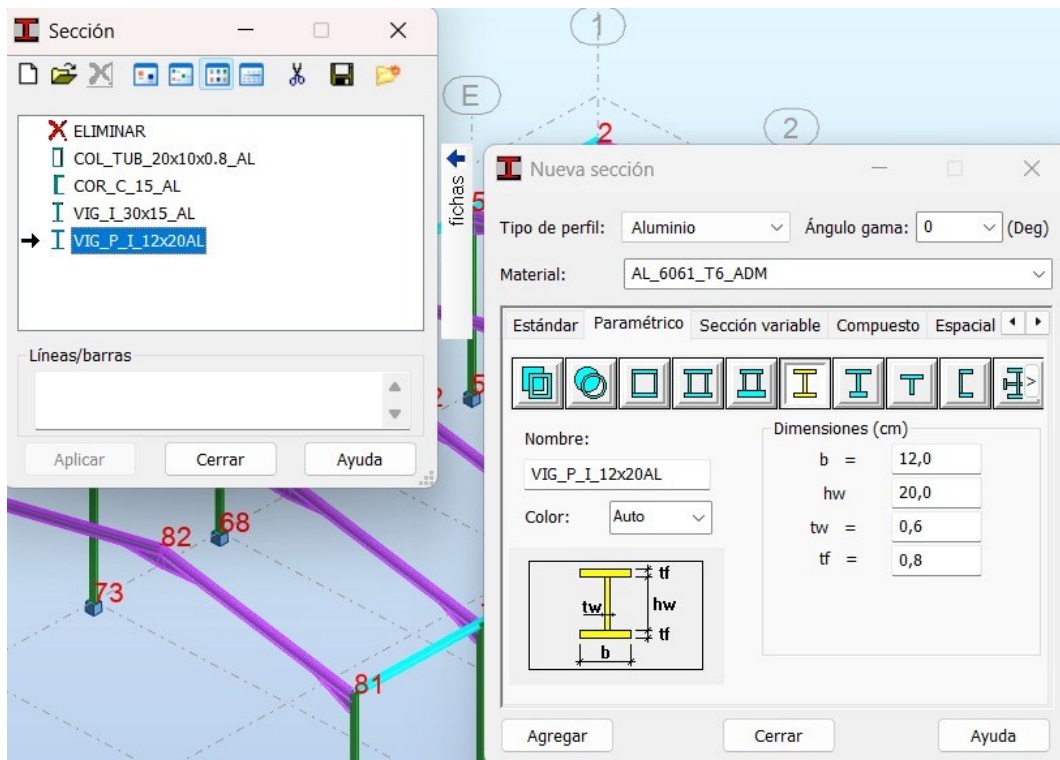 Sección
ELIMINAR
COL_TUB_20x10x0.8_AL
COR_C_15_AL
VIG_I_30x15_AL
VIG_P_I_12x20AL
Líneas/barras
Aplicar Cerrar Ayuda
fichas
1
E
2
2
5
5
2
82
68
73
81
Nueva sección
Tipo de perfil: Aluminio Ángulo gama: 0 (Deg)
Material: AL_6061_T6_ADM
Estándar Paramétrico Sección variable Compuesto Espacial
Nombre:
VIG_P_I_12x20AL
Color: Auto
tf
tw hw
tf
b
Dimensiones (cm)
b = 12,0
hw 20,0
tw = 0,6
tf = 0,8
Agregar Cerrar Ayuda